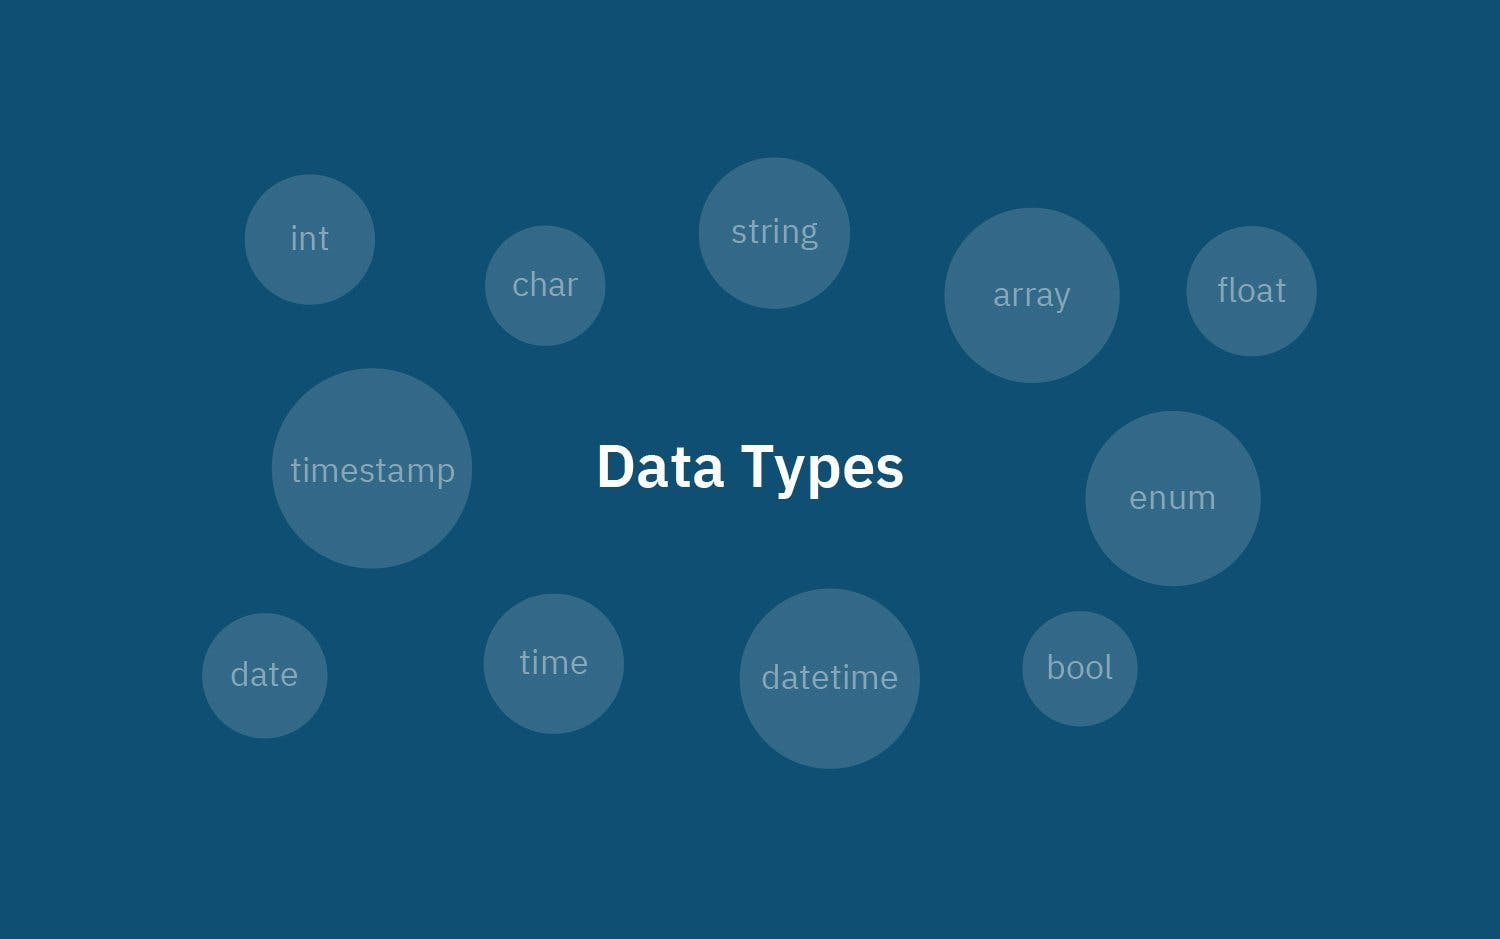 int
char
string
array
float
timestamp
Data Types
enum
date
time
datetime
bool